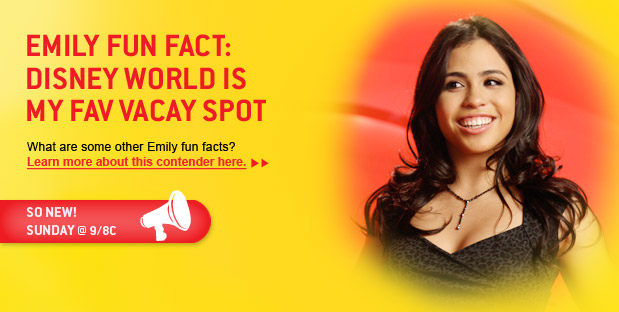 EMILY FUN FACT:
DISNEY WORLD IS
MY FAV VACAY SPOT
What are some other Emily fun facts?
Learn more about this contender here.
SO NEW!
SUNDAY @ 9/8C